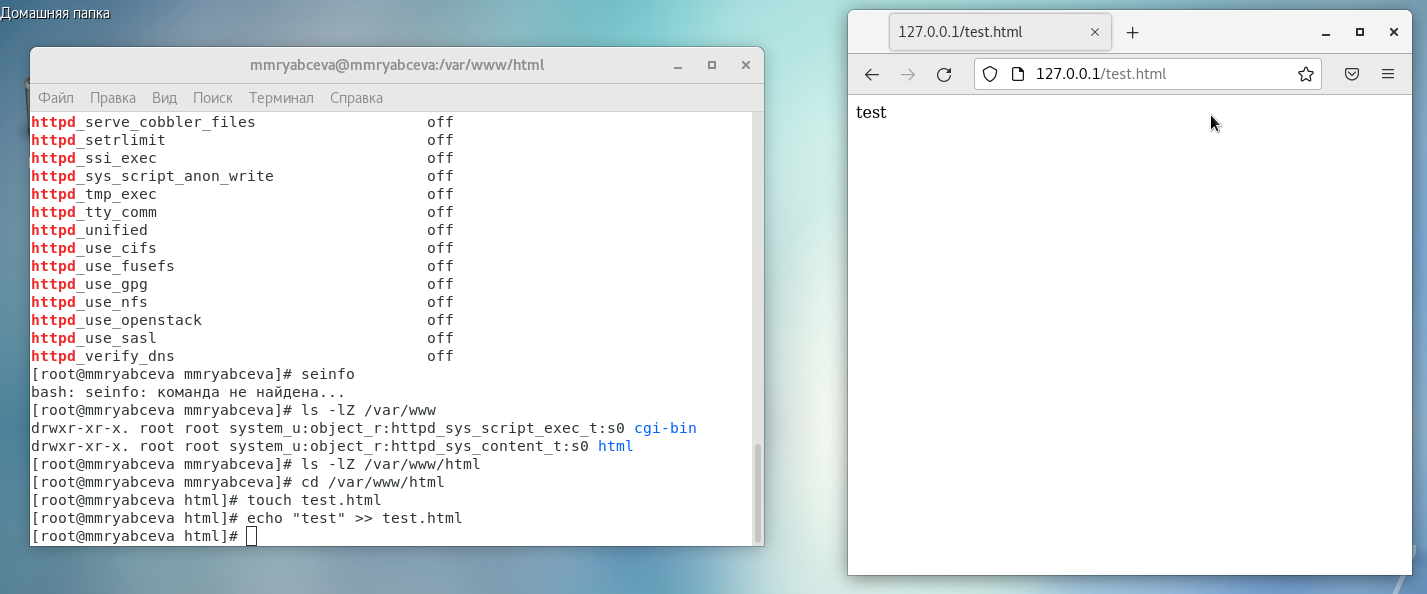 Домашняя папка
mmryabceva@mmryabceva:/var/www/html
Файл Правка Вид Поиск Терминал Справка
httpd_serve_cobbler_files off
httpd_setrlimit off
httpd_ssi_exec off
httpd_sys_script_anon_write off
httpd_tmp_exec off
httpd_tty_comm off
httpd_unified off
httpd_use_cifs off
httpd_use_fusefs off
httpd_use_gpg off
httpd_use_nfs off
httpd_use_openstack off
httpd_use_sasl off
httpd_verify_dns off
[root@mmryabceva mmryabceva]# seinfo
bash: seinfo: команда не найдена...
[root@mmryabceva mmryabceva]# ls -lZ /var/www
drwxr-xr-x. root root system_u:object_r:httpd_sys_script_exec_t:s0 cgi-bin
drwxr-xr-x. root root system_u:object_r:httpd_sys_content_t:s0 html
[root@mmryabceva mmryabceva]# ls -lZ /var/www/html
[root@mmryabceva mmryabceva]# cd /var/www/html
[root@mmryabceva html]# touch test.html
[root@mmryabceva html]# echo "test" >> test.html
[root@mmryabceva html]#
127.0.0.1/test.html
127.0.0.1/test.html
test